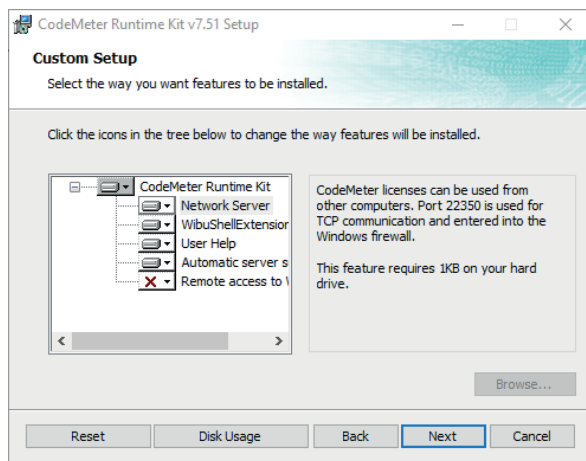 CodeMeter Runtime Kit v7.51 Setup
Custom Setup
Select the way you want features to be installed.
Click the icons in the tree below to change the way features will be installed.
CodeMeter Runtime Kit
Network Server
WibuShellExtension
User Help
Automatic server s
Remote access to W
CodeMeter licenses can be used from
other computers. Port 22350 is used for
TCP communication and entered into the
Windows firewall.
This feature requires 1KB on your hard
drive.
Browse...
Reset
Disk Usage
Back
Next
Cancel